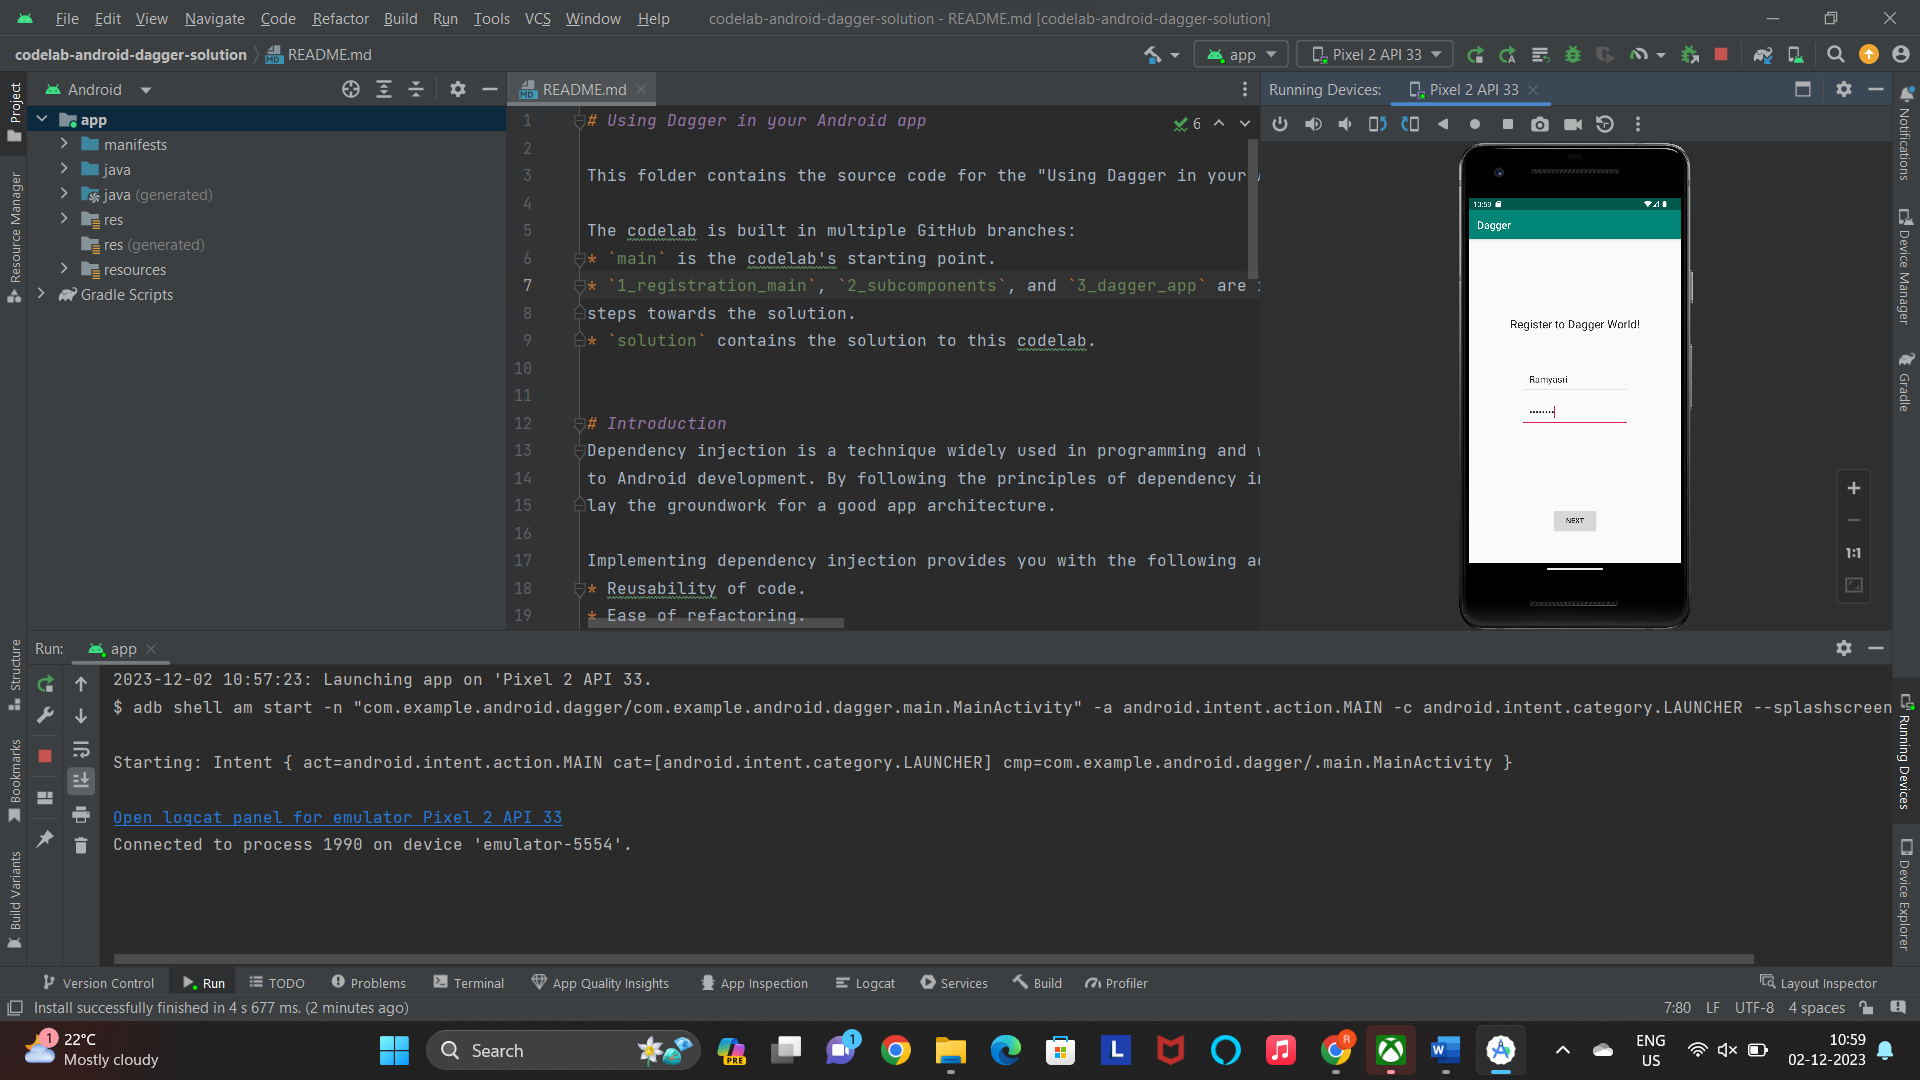 File Edit View Navigate Code Refactor Build Run Tools VCS Window Help codelab-android-dagger-solution - README.md [codelab-android-dagger-solution]
codelab-android-dagger-solution README.md app Pixel 2 API 33
Project
Resource Manager
Structure
Bookmarks
Build Variants
Android
app
manifests
java
java (generated)
res
res (generated)
resources
Gradle Scripts
README.md
6
1 # Using Dagger in your Android app
2
3 This folder contains the source code for the "Using Dagger in your
4
5 The codelab is built in multiple GitHub branches:
6 * `main` is the codelab's starting point.
7 * `1_registration_main`, `2_subcomponents`, and `3_dagger_app` are
8 steps towards the solution.
9 * `solution` contains the solution to this codelab.
10
11
12 # Introduction
13 Dependency injection is a technique widely used in programming and
14 to Android development. By following the principles of dependency
15 lay the groundwork for a good app architecture.
16
17 Implementing dependency injection provides you with the following
18 * Reusability of code.
19 * Ease of refactoring.
Running Devices: Pixel 2 API 33
10:59
Dagger
Register to Dagger World!
Ramyasri
••••••••
NEXT
1:1
Notifications
Device Manager
Gradle
Running Devices
Device Explorer
Run: app
2023-12-02 10:57:23: Launching app on 'Pixel 2 API 33.
$ adb shell am start -n "com.example.android.dagger/com.example.android.dagger.main.MainActivity" -a android.intent.action.MAIN -c android.intent.category.LAUNCHER --splashscreen
Starting: Intent { act=android.intent.action.MAIN cat=[android.intent.category.LAUNCHER] cmp=com.example.android.dagger/.main.MainActivity }
Open logcat panel for emulator Pixel 2 API 33
Connected to process 1990 on device 'emulator-5554'.
Version Control Run TODO Problems Terminal App Quality Insights App Inspection Logcat Services Build Profiler Layout Inspector
Install successfully finished in 4 s 677 ms. (2 minutes ago) 7:80 LF UTF-8 4 spaces
1 22°C
Mostly cloudy
Search
PRE
1
L
R
W
ENG
US
10:59
02-12-2023